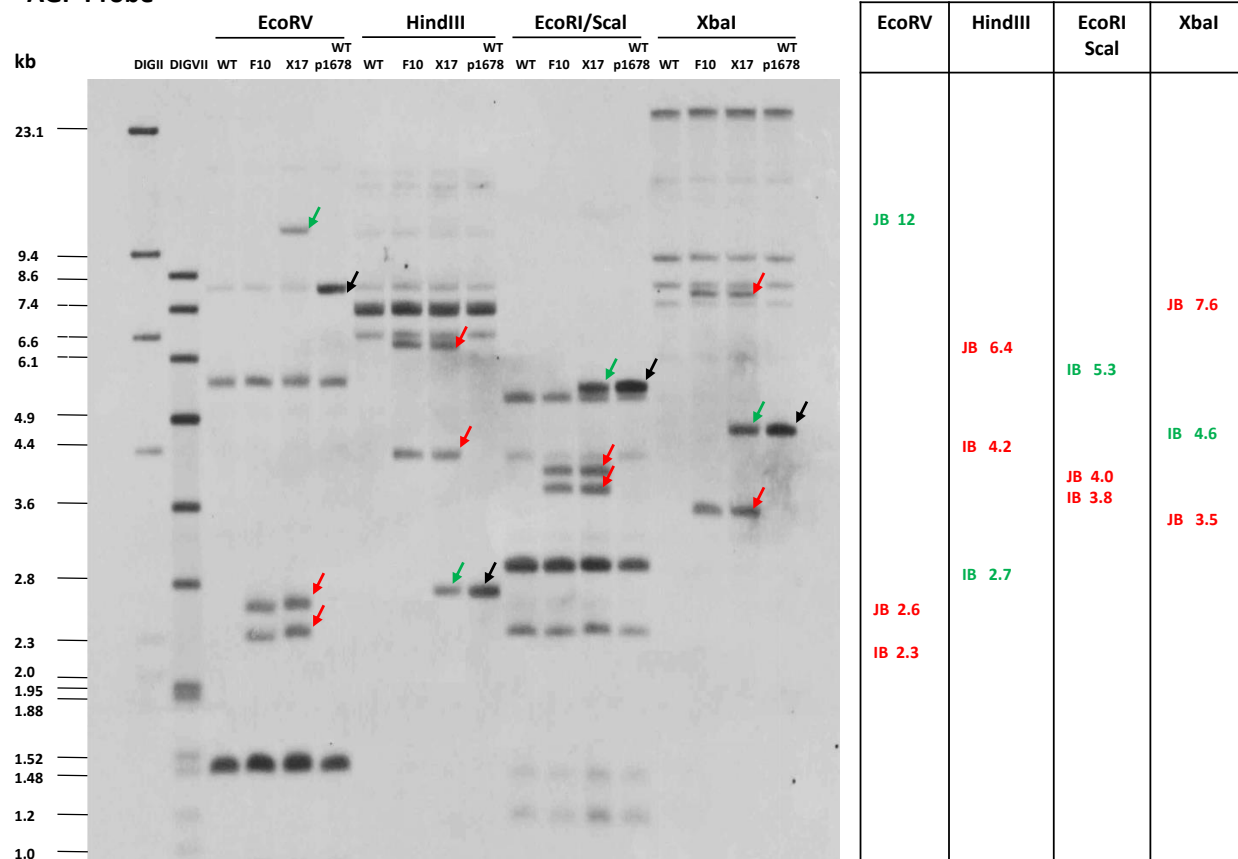 EcoRV HindIII EcoRI/ScaI XbaI
kb DIGII DIGVII WT F10 X17 WT p1678 WT F10 X17 WT p1678 WT F10 X17 WT p1678 WT F10 X17 WT p1678
23.1
9.4
8.6
7.4
6.6
6.1
4.9
4.4
3.6
2.8
2.3
2.0
1.95
1.88
1.52
1.48
1.2
1.0
EcoRV HindIII EcoRI ScaI XbaI
JB 12
JB 7.6
JB 6.4
IB 5.3
IB 4.6
IB 4.2
JB 4.0
IB 3.8
JB 3.5
IB 2.7
JB 2.6
IB 2.3